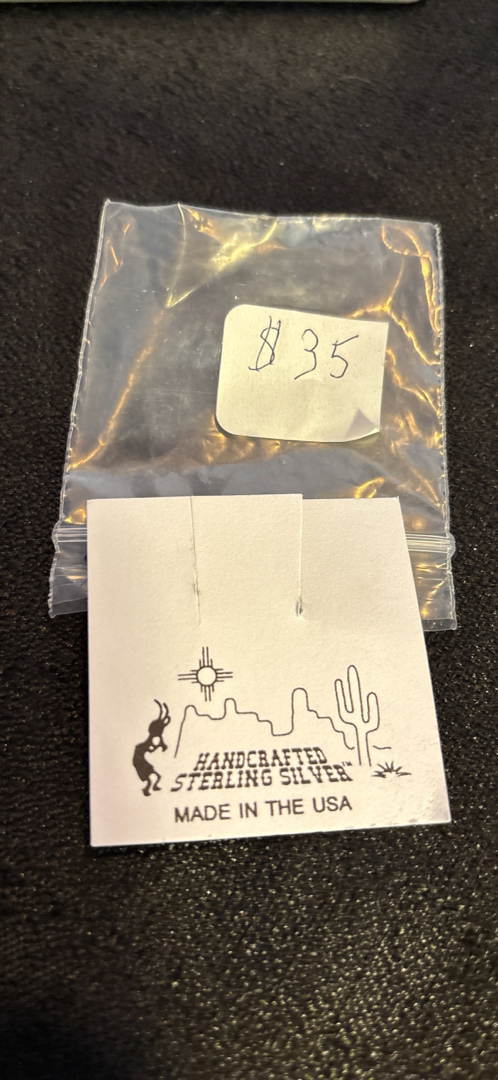 $ 35
HANDCRAFTED
STERLING SILVER™
MADE IN THE USA